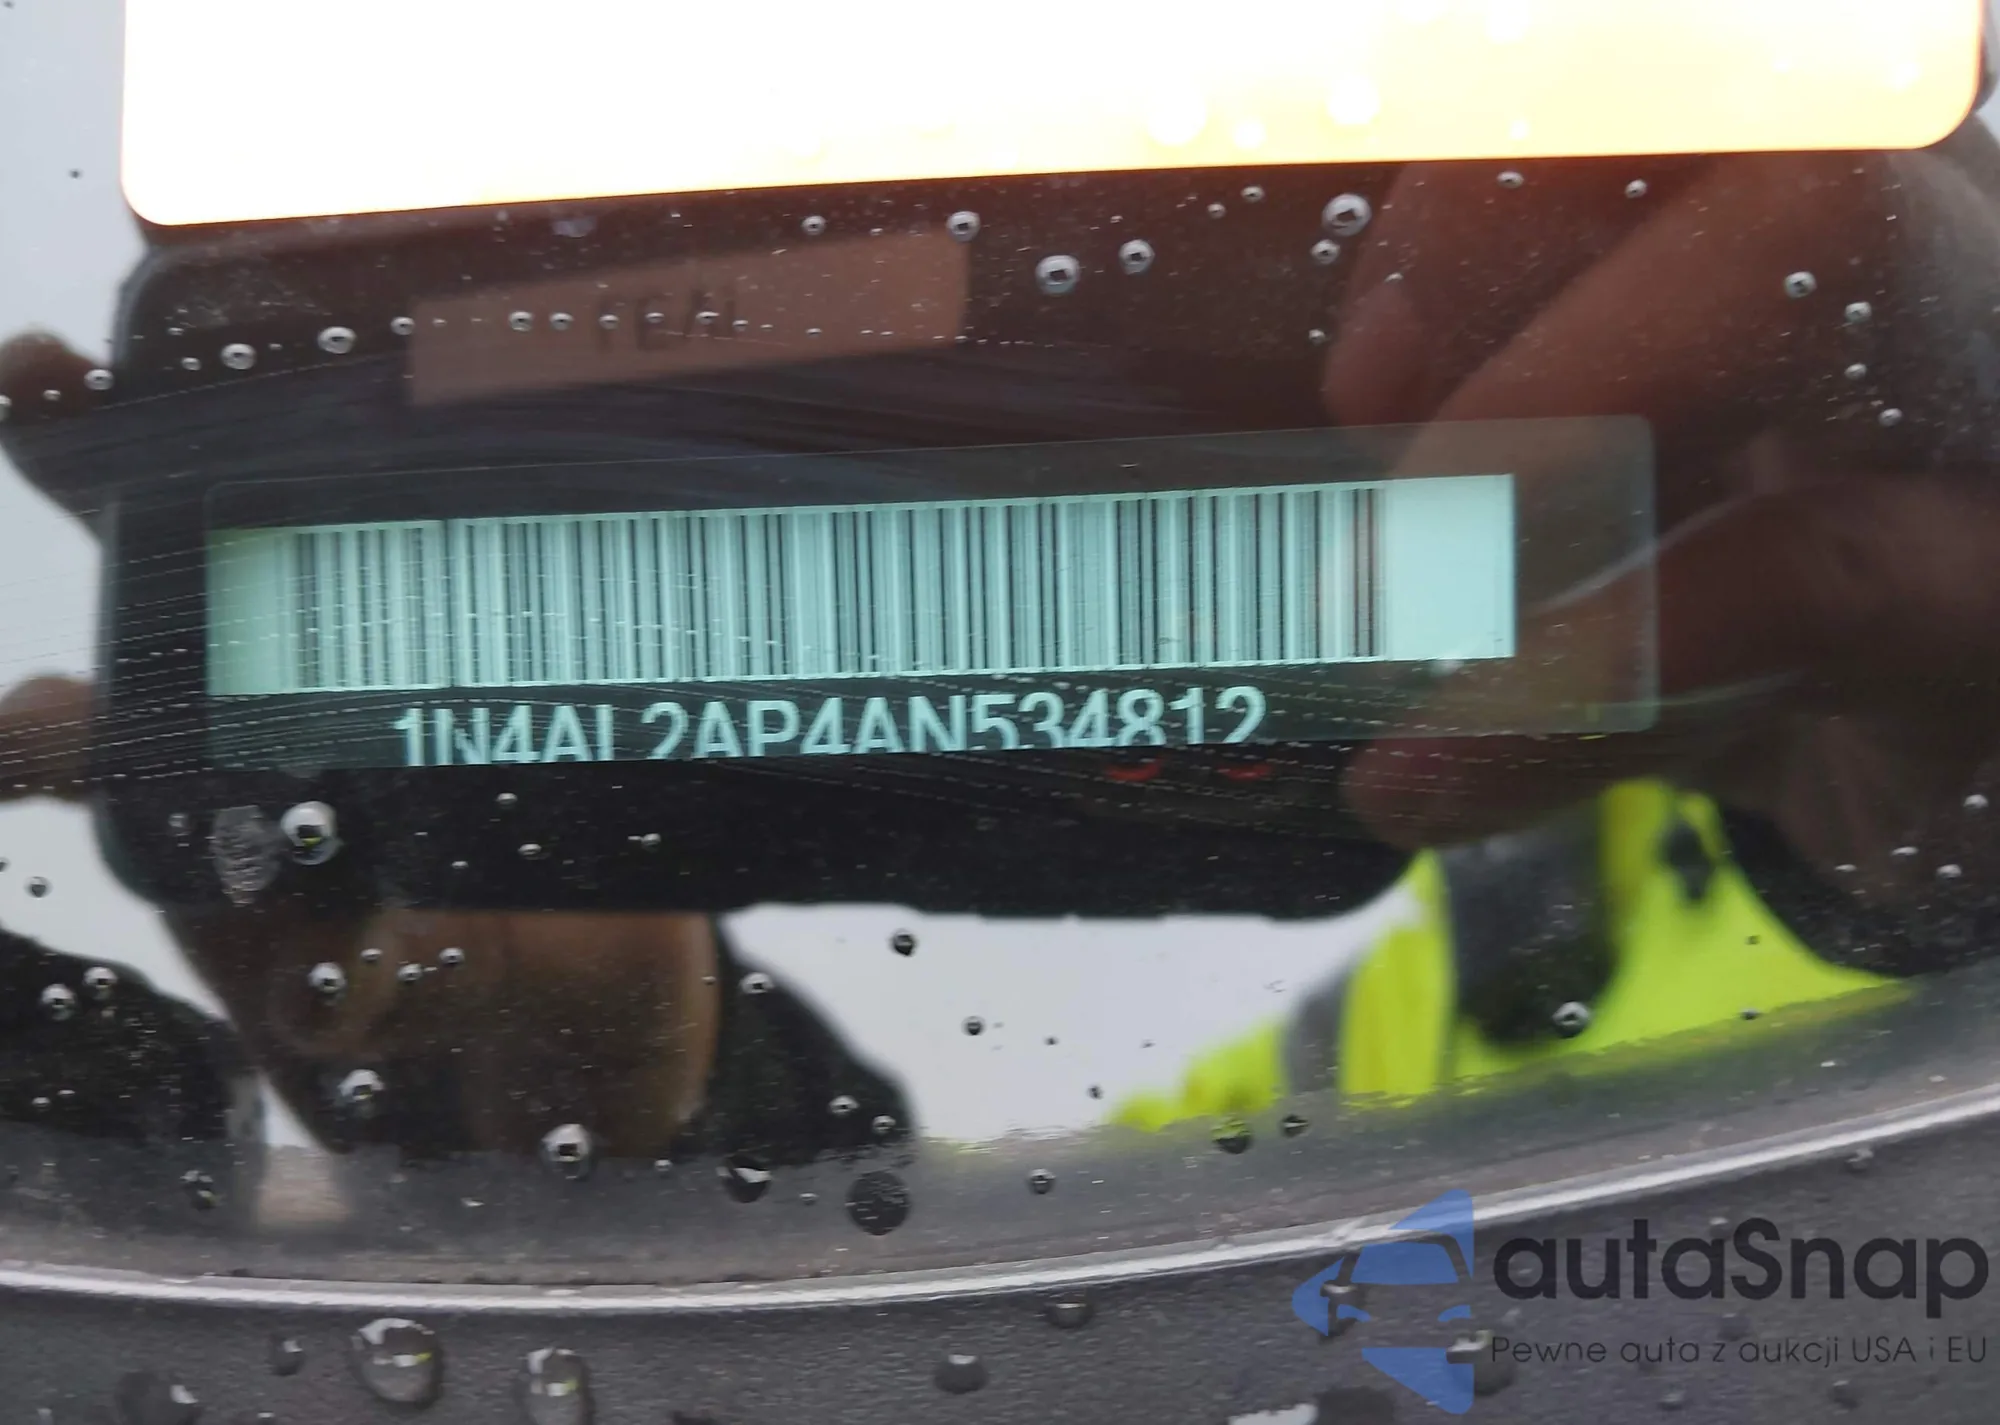 1N4AL2AP4AN534812
autaSnap
Pewne auta z aukcji USA i EU